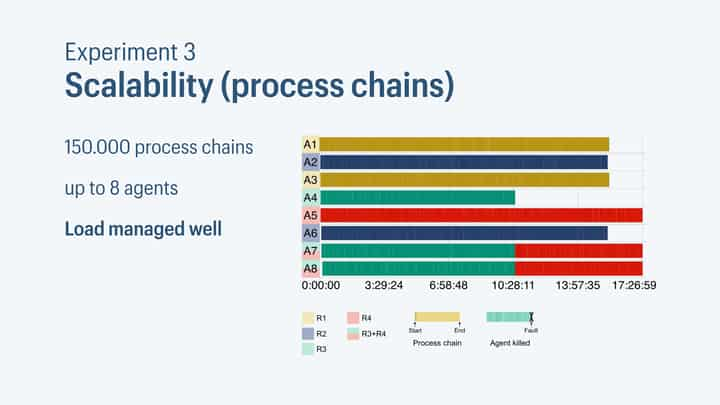 Experiment 3
Scalability (process chains)
150.000 process chains
up to 8 agents
Load managed well
A1
A2
A3
A4
A5
A6
A7
A8
0:00:00 3:29:24 6:58:48 10:28:11 13:57:35 17:26:59
R1 R4
R2 R3+R4
R3
Start End
Process chain
Fault
Agent killed